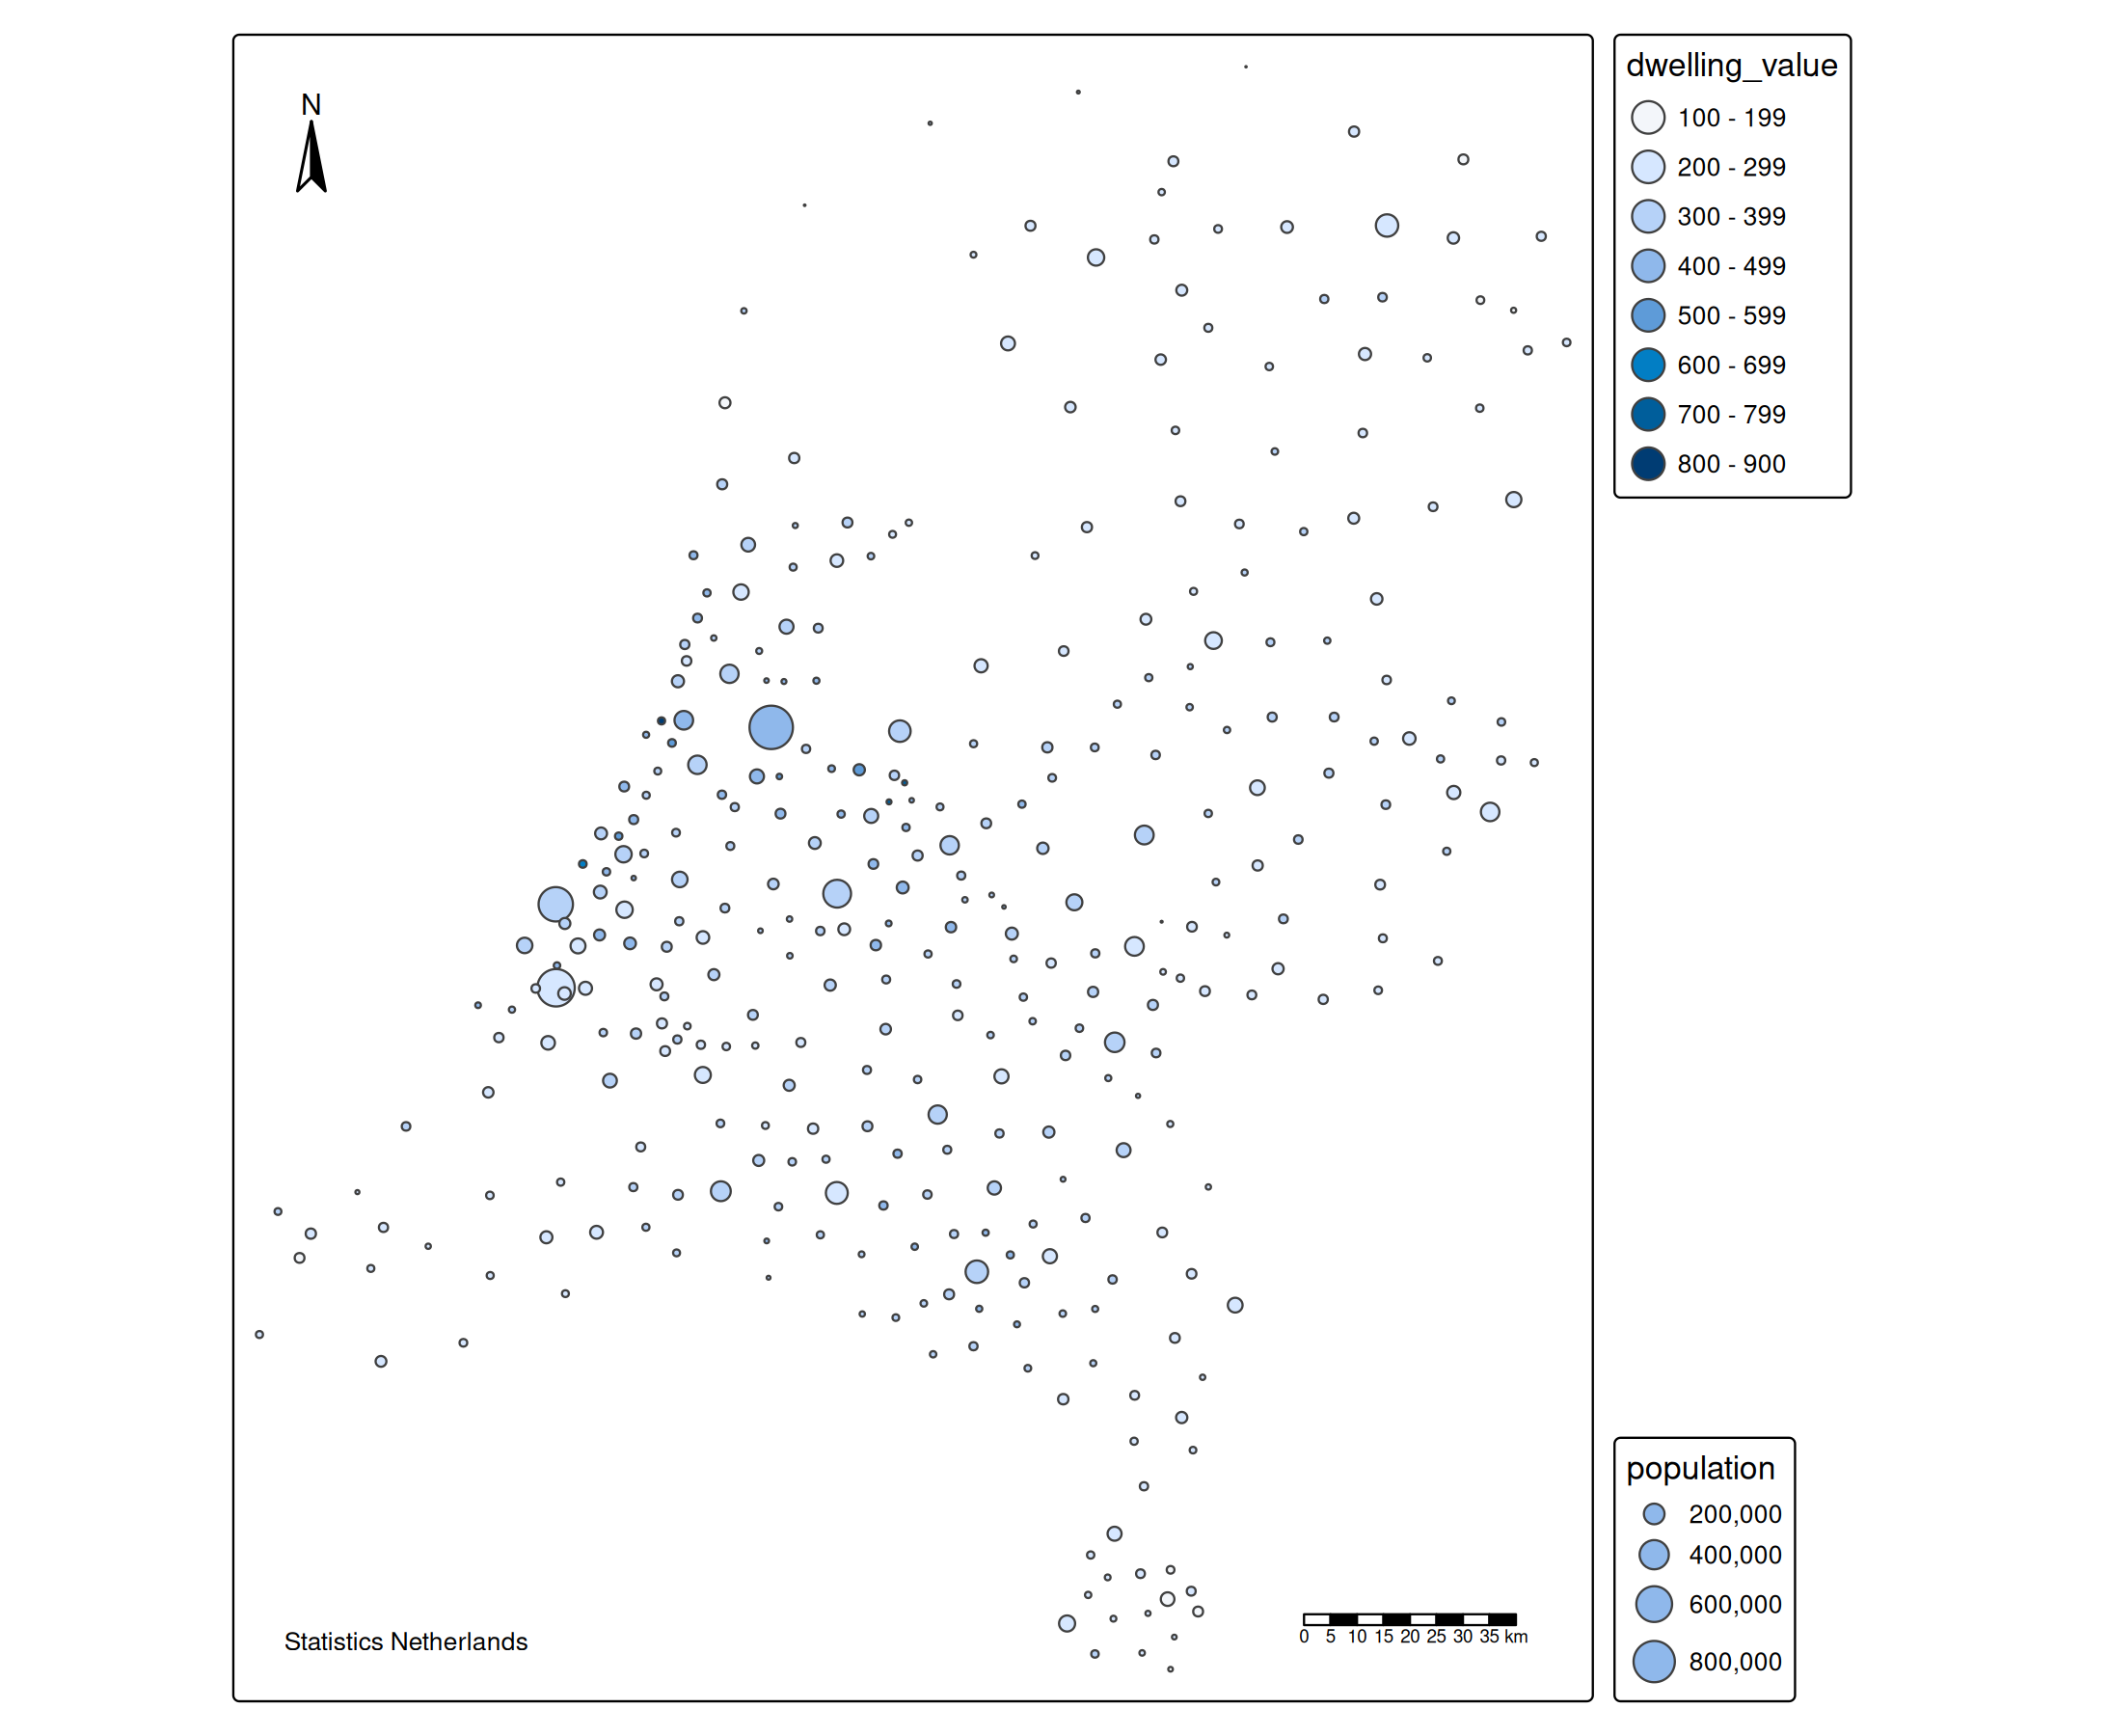 N
dwelling_value
100 - 199
200 - 299
300 - 399
400 - 499
500 - 599
600 - 699
700 - 799
800 - 900
population
200,000
400,000
600,000
800,000
Statistics Netherlands
0 5 10 15 20 25 30 35 km